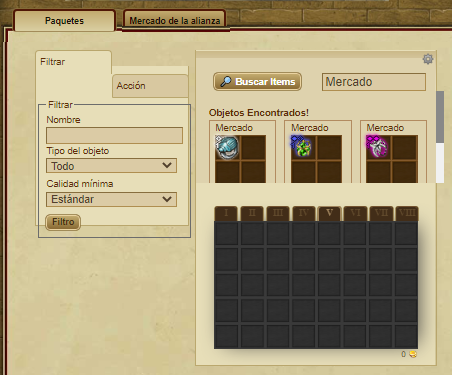 Paquetes
Mercado de la alianza
Filtrar
Acción
Filtrar
Nombre
Tipo del objeto
Todo
Calidad mínima
Estándar
Filtro
Buscar Items
Mercado
Objetos Encontrados!
Mercado
Mercado
Mercado
I II III IV V VI VII VIII
0